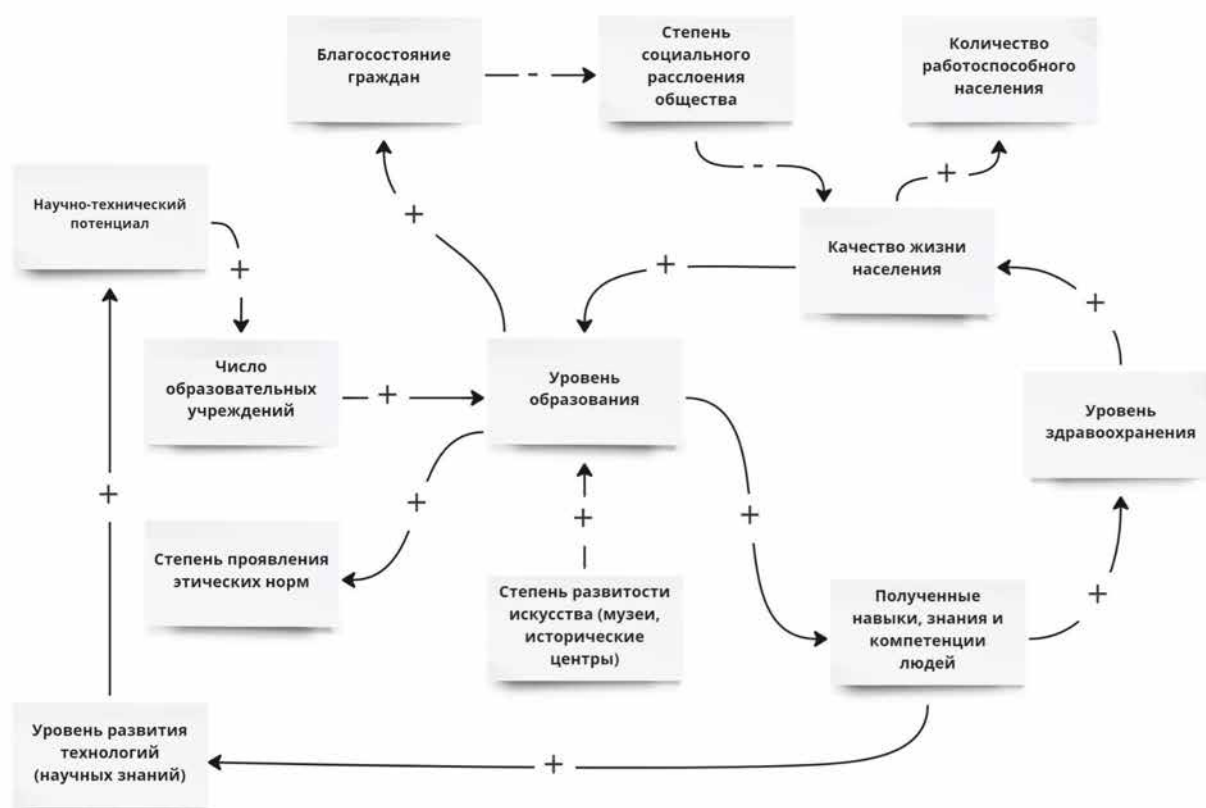 Благосостояние
граждан
-
Степень
социального
расслоения
общества
Количество
работоспособного
населения
-
+
Научно-технический
потенциал
+
+
Качество жизни
населения
+
+
Число
образовательных
учреждений
+
Уровень
образования
Уровень
здравоохранения
+
+
+
+
Степень проявления
этических норм
Степень развитости
искусства (музеи,
исторические
центры)
+
Полученные
навыки, знания и
компетенции
людей
+
Уровень развития
технологий
(научных знаний)
+